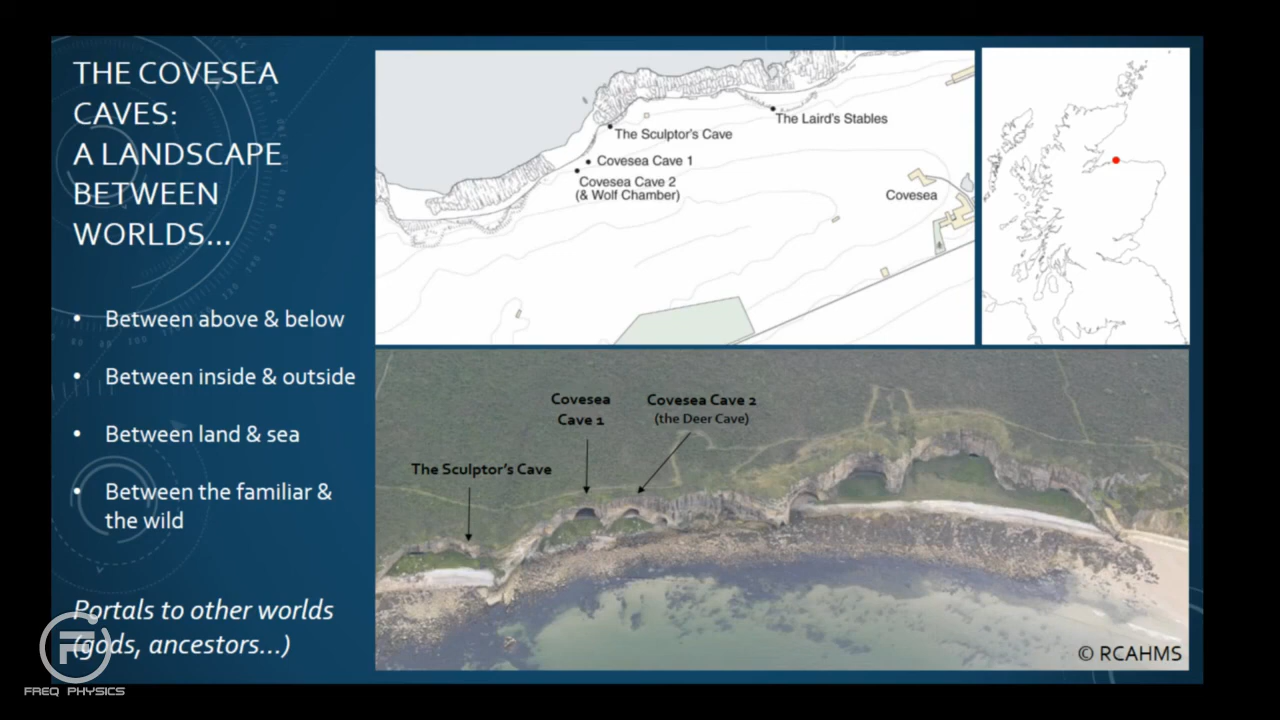 THE COVESEA
CAVES:
A LANDSCAPE
BETWEEN
WORLDS...
• Between above & below
• Between inside & outside
• Between land & sea
• Between the familiar &
the wild
Portals to other worlds
(gods, ancestors...)
The Sculptor's Cave
The Laird's Stables
Covesea Cave 1
Covesea Cave 2
(& Wolf Chamber)
Covesea
Covesea
Cave 1
Covesea Cave 2
(the Deer Cave)
The Sculptor's Cave
© RCAHMS
FREQ PHYSICS